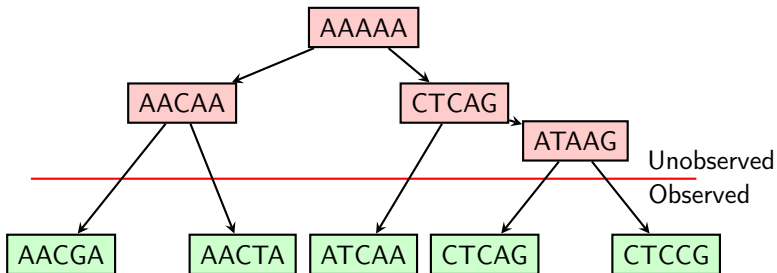 AAAAA
AACAA
CTCAG
ATAAG
Unobserved
Observed
AACGA
AACTA
ATCAA
CTCAG
CTCCG